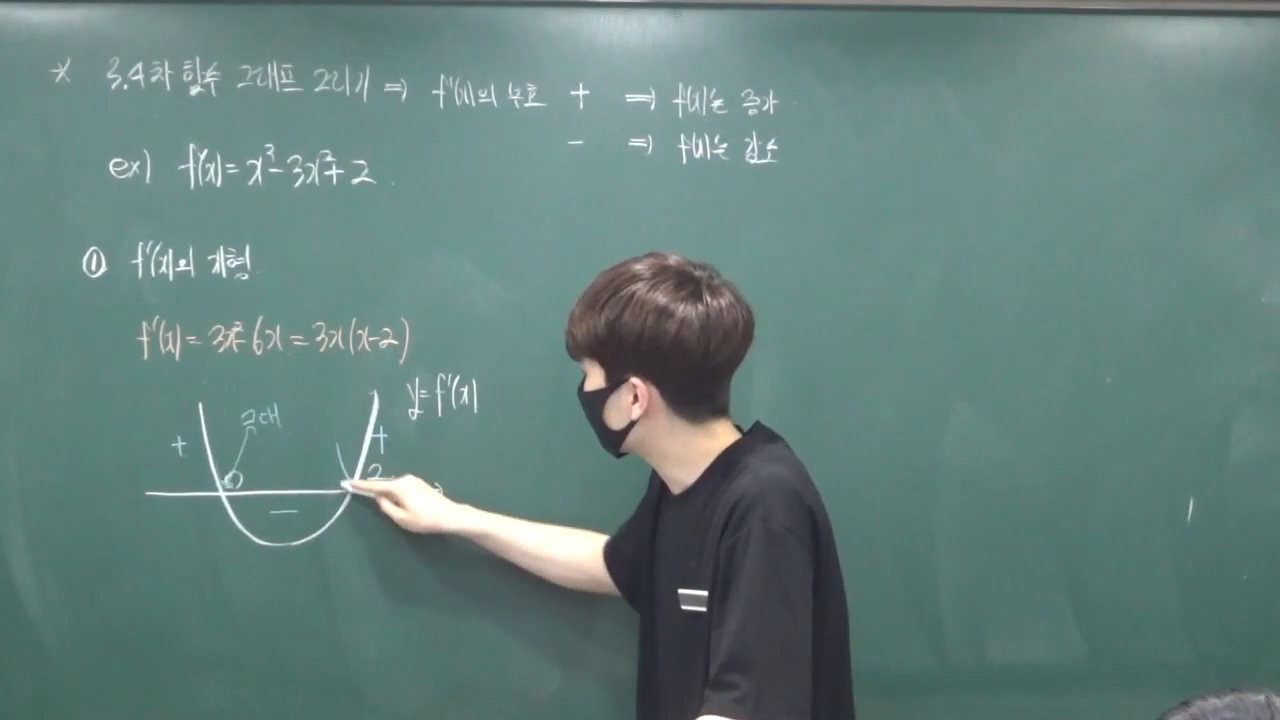 * 3.4차 함수 그래프 그리기 ⇒ f'(x)의 부호 + ⇒ f(x)는 증가
- ⇒ f(x)는 감소
ex) f(x) = x³ - 3x² + 2
① f'(x)의 개형
f'(x) = 3x² - 6x = 3x(x-2)
y = f'(x)
극대
+ +
0 2
-